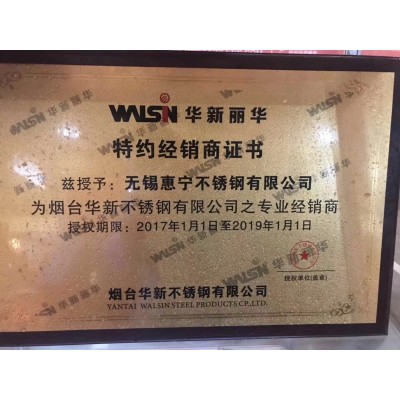 WALSIN 华新丽华
特约经销商证书
兹授予：无锡惠宁不锈钢有限公司
为烟台华新不锈钢有限公司之专业经销商
授权期限：2017年1月1日至2019年1月1日
授权单位(盖章)
烟台华新不锈钢有限公司
YANTAI WALSIN STEEL PRODUCTS CP.,LTD.